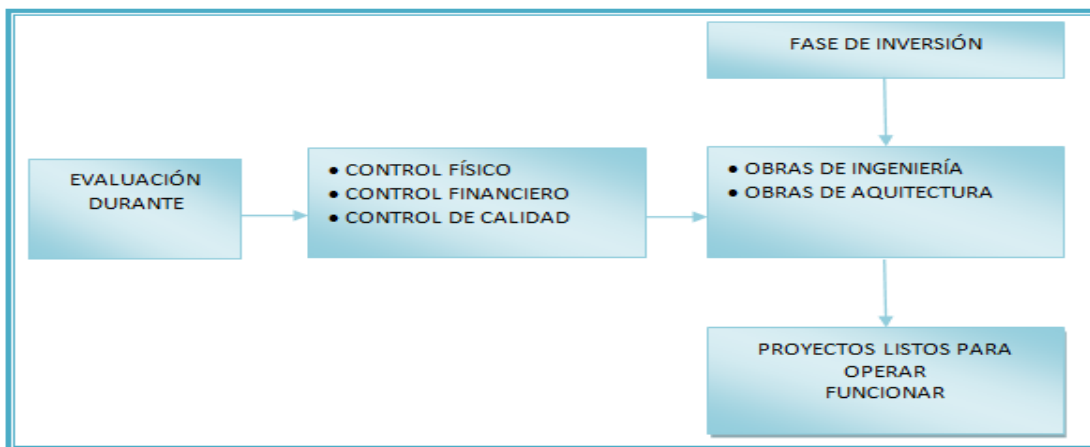 FASE DE INVERSIÓN
EVALUACIÓN
DURANTE
● CONTROL FÍSICO
● CONTROL FINANCIERO
● CONTROL DE CALIDAD
● OBRAS DE INGENIERÍA
● OBRAS DE AQUITECTURA
PROYECTOS LISTOS PARA
OPERAR
FUNCIONAR